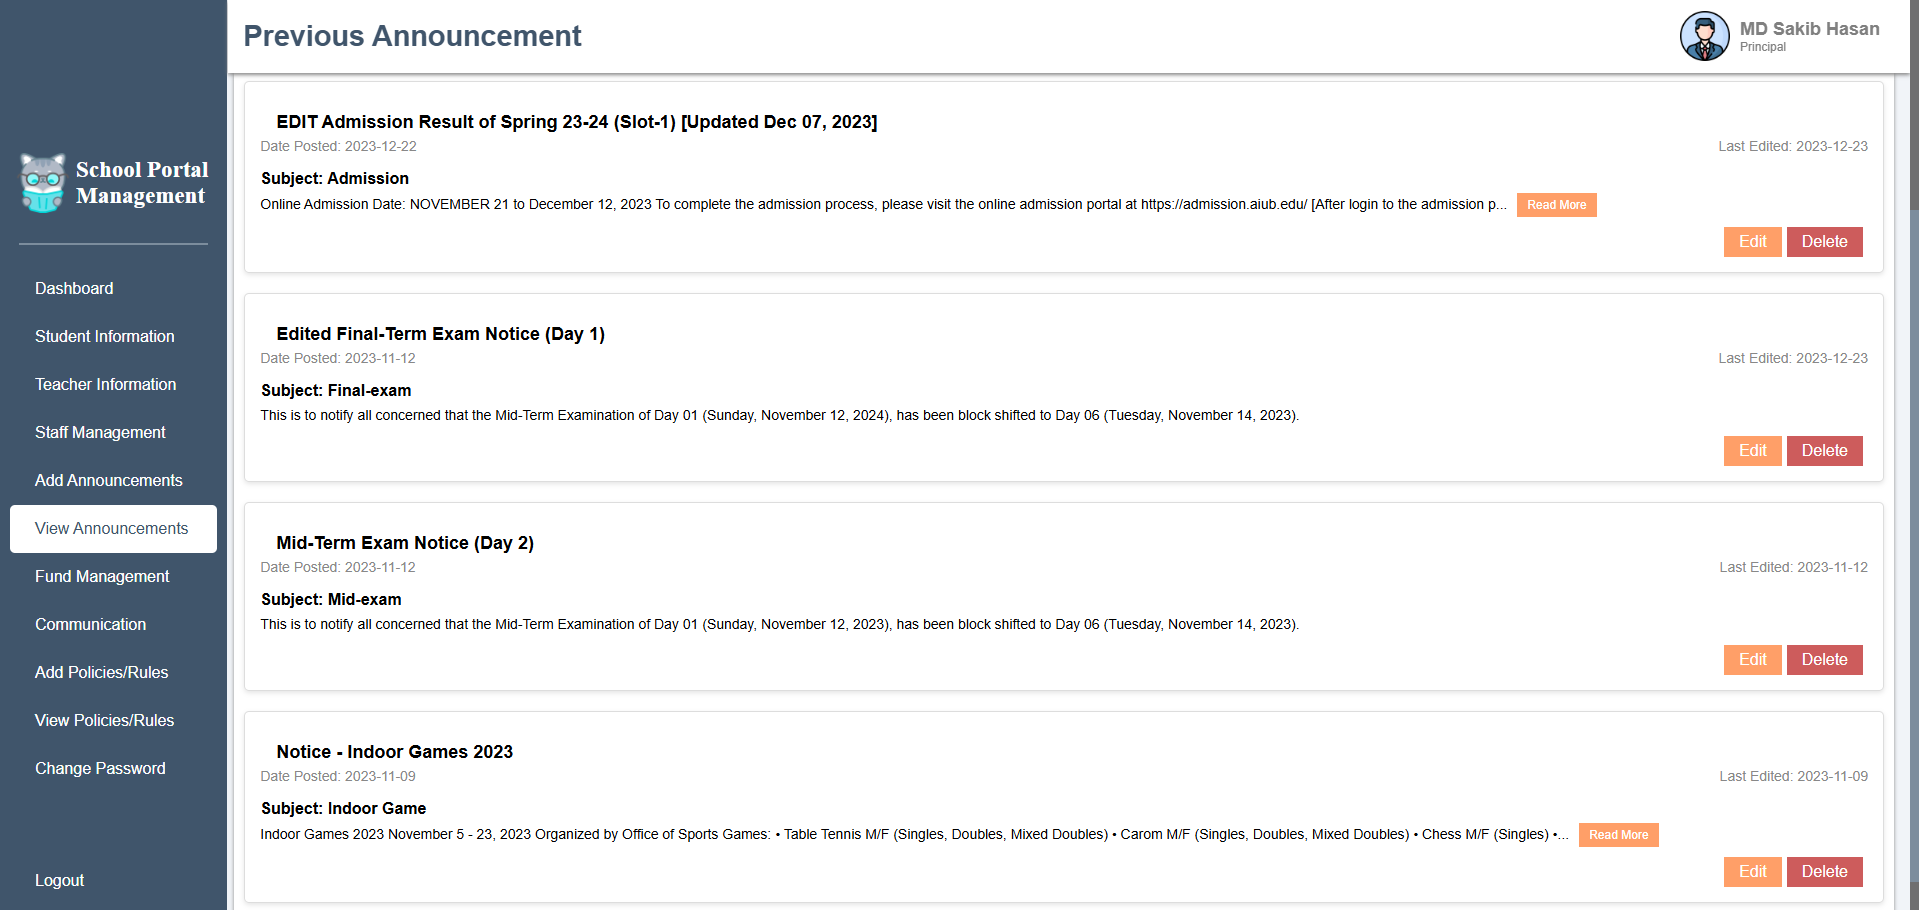 Previous Announcement
MD Sakib Hasan
Principal
School Portal
Management
Dashboard
Student Information
Teacher Information
Staff Management
Add Announcements
View Announcements
Fund Management
Communication
Add Policies/Rules
View Policies/Rules
Change Password
Logout
EDIT Admission Result of Spring 23-24 (Slot-1) [Updated Dec 07, 2023]
Date Posted: 2023-12-22 Last Edited: 2023-12-23
Subject: Admission
Online Admission Date: NOVEMBER 21 to December 12, 2023 To complete the admission process, please visit the online admission portal at https://admission.aiub.edu/ [After login to the admission p... Read More
Edit Delete
Edited Final-Term Exam Notice (Day 1)
Date Posted: 2023-11-12 Last Edited: 2023-12-23
Subject: Final-exam
This is to notify all concerned that the Mid-Term Examination of Day 01 (Sunday, November 12, 2024), has been block shifted to Day 06 (Tuesday, November 14, 2023).
Edit Delete
Mid-Term Exam Notice (Day 2)
Date Posted: 2023-11-12 Last Edited: 2023-11-12
Subject: Mid-exam
This is to notify all concerned that the Mid-Term Examination of Day 01 (Sunday, November 12, 2023), has been block shifted to Day 06 (Tuesday, November 14, 2023).
Edit Delete
Notice - Indoor Games 2023
Date Posted: 2023-11-09 Last Edited: 2023-11-09
Subject: Indoor Game
Indoor Games 2023 November 5 - 23, 2023 Organized by Office of Sports Games: • Table Tennis M/F (Singles, Doubles, Mixed Doubles) • Carom M/F (Singles, Doubles, Mixed Doubles) • Chess M/F (Singles) •... Read More
Edit Delete